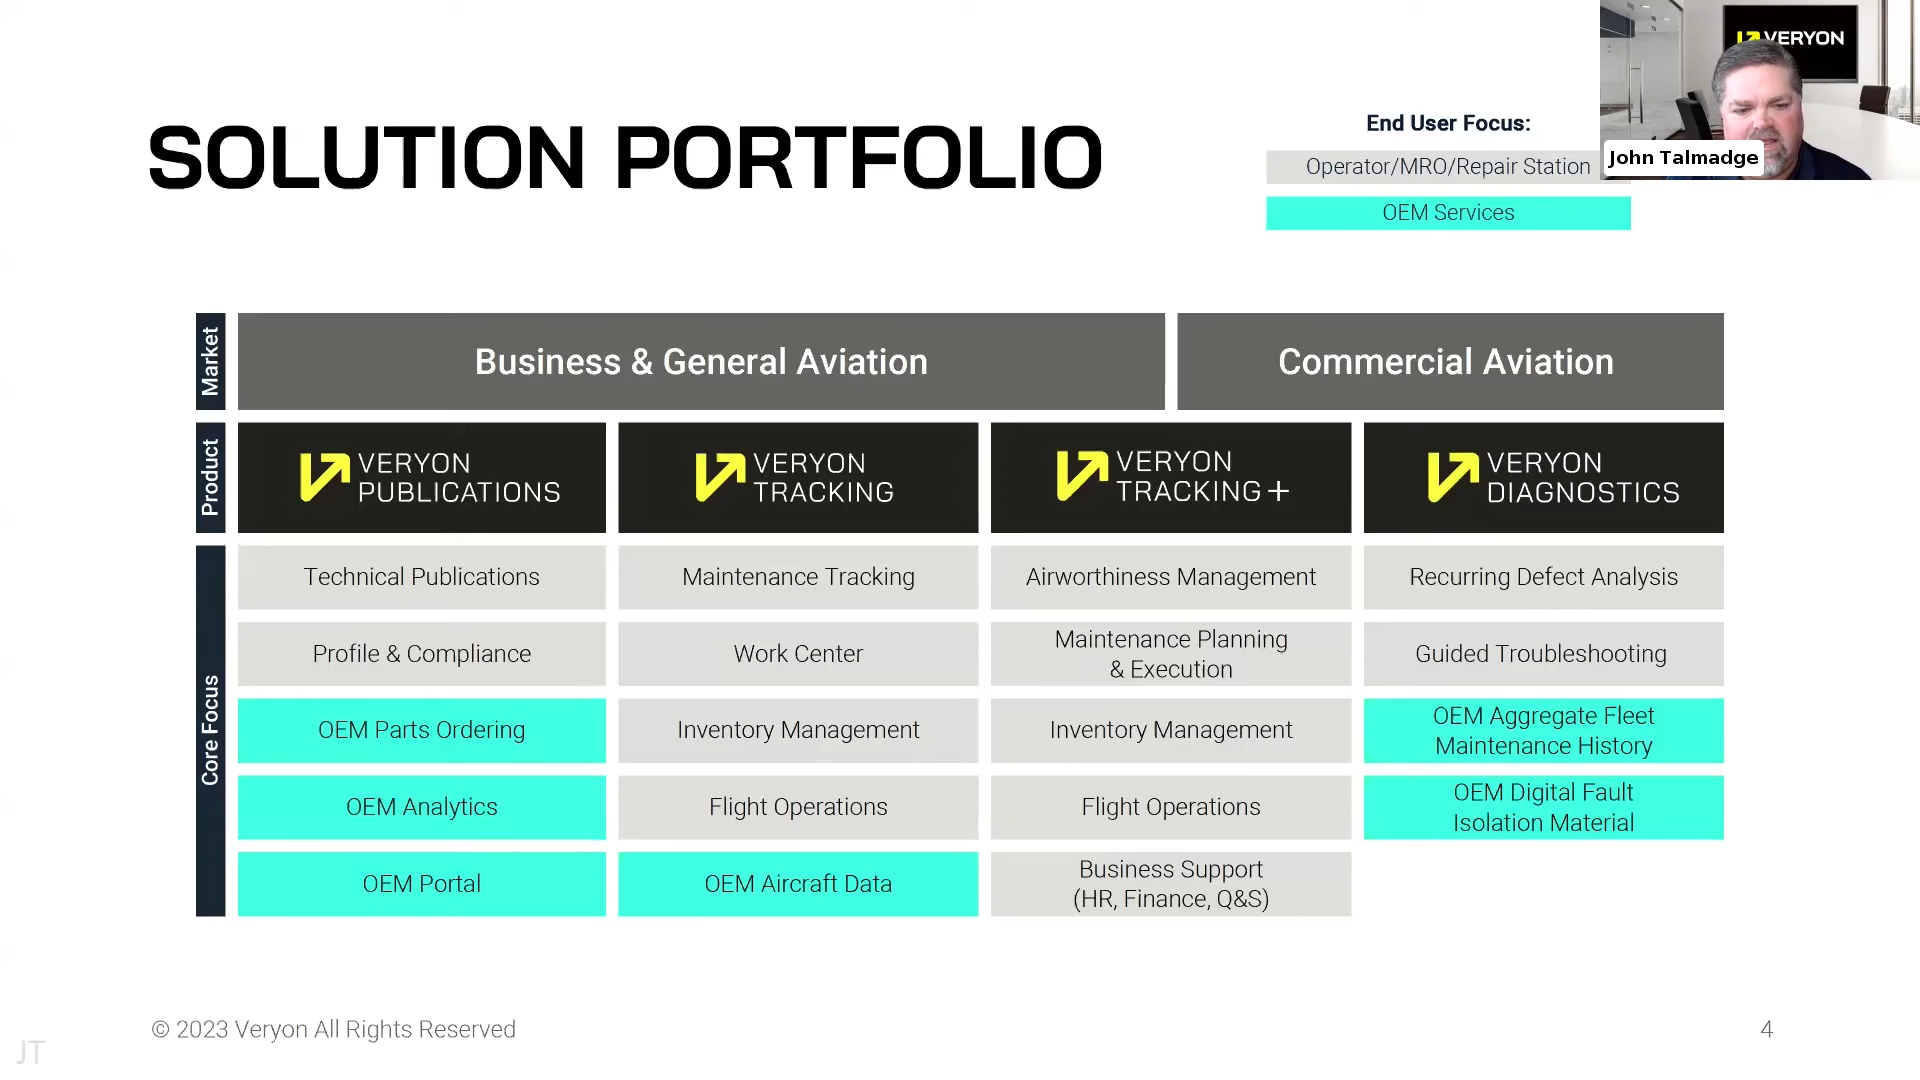 VERYON
John Talmadge
SOLUTION PORTFOLIO
End User Focus:
Operator/MRO/Repair Station
OEM Services
Market
Business & General Aviation
Commercial Aviation
Product
VERYON
PUBLICATIONS
VERYON
TRACKING
VERYON
TRACKING+
VERYON
DIAGNOSTICS
Core Focus
Technical Publications
Maintenance Tracking
Airworthiness Management
Recurring Defect Analysis
Profile & Compliance
Work Center
Maintenance Planning
& Execution
Guided Troubleshooting
OEM Parts Ordering
Inventory Management
Inventory Management
OEM Aggregate Fleet
Maintenance History
OEM Analytics
Flight Operations
Flight Operations
OEM Digital Fault
Isolation Material
OEM Portal
OEM Aircraft Data
Business Support
(HR, Finance, Q&S)
© 2023 Veryon All Rights Reserved
4
JT